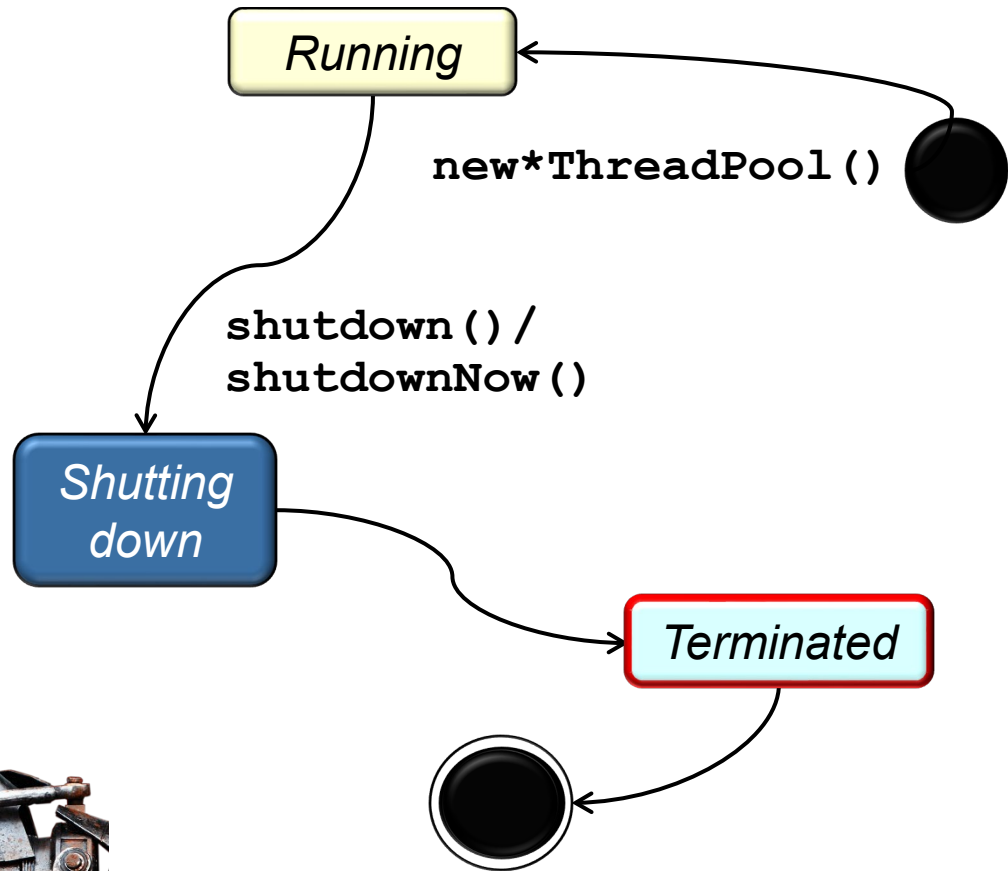 Running
new*ThreadPool()
shutdown()/
shutdownNow()
Shutting
down
Terminated